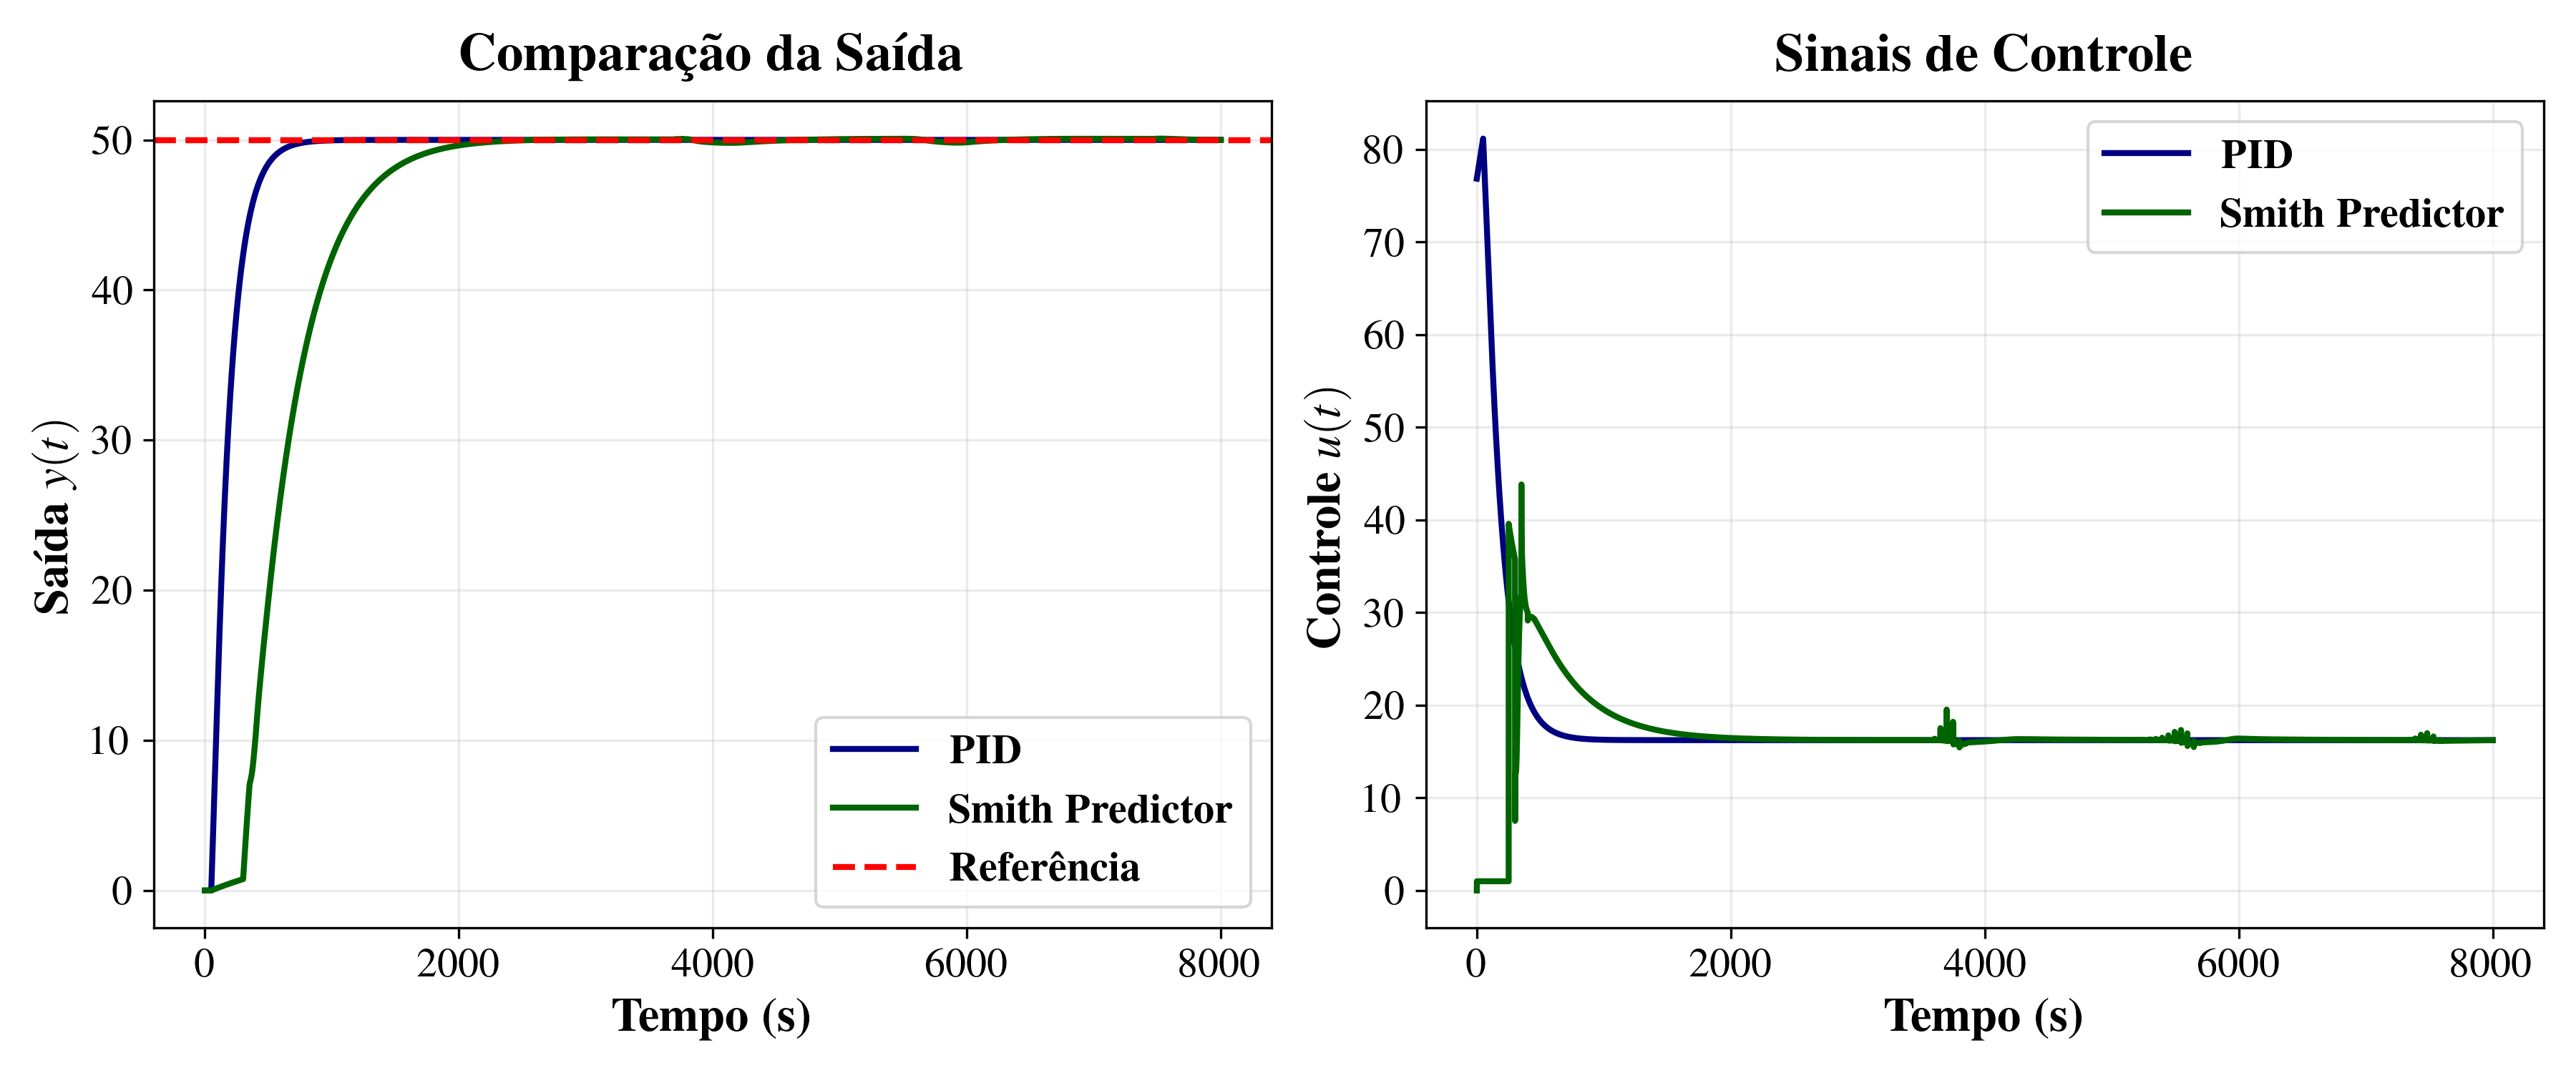 Comparação da Saída
Saída y(t)
50
40
30
20
10
0
0 2000 4000 6000 8000
Tempo (s)
PID
Smith Predictor
Referência
Sinais de Controle
Controle u(t)
80
70
60
50
40
30
20
10
0
0 2000 4000 6000 8000
Tempo (s)
PID
Smith Predictor